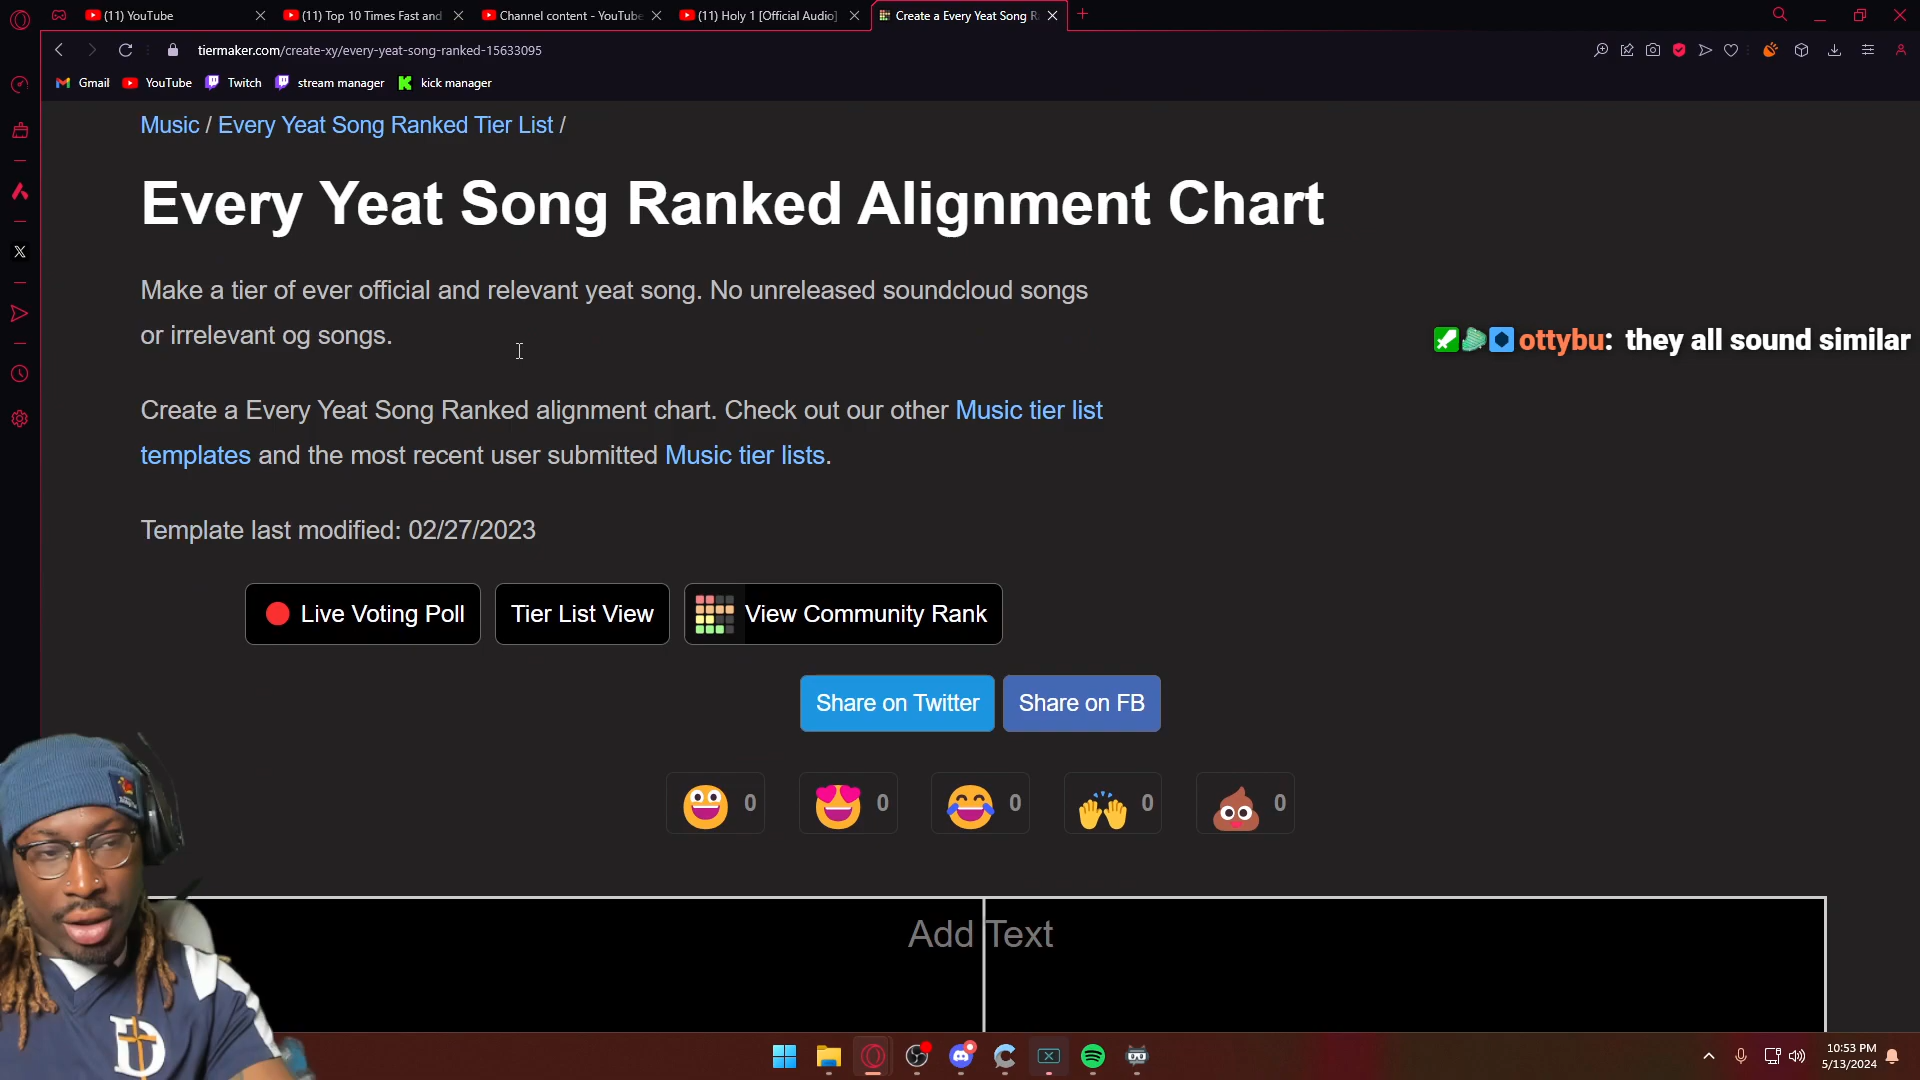 (11) YouTube
(11) Top 10 Times Fast and
Channel content - YouTube
(11) Holy 1 [Official Audio]
Create a Every Yeat Song R
tiermaker.com/create-xy/every-yeat-song-ranked-15633095
Gmail
YouTube
Twitch
stream manager
kick manager
Music / Every Yeat Song Ranked Tier List /
Every Yeat Song Ranked Alignment Chart
Make a tier of ever official and relevant yeat song. No unreleased soundcloud songs
or irrelevant og songs.
ottybu: they all sound similar
Create a Every Yeat Song Ranked alignment chart. Check out our other Music tier list
templates and the most recent user submitted Music tier lists.
Template last modified: 02/27/2023
Live Voting Poll
Tier List View
View Community Rank
Share on Twitter
Share on FB
0
0
0
0
0
Add Text
D
10:53 PM
5/13/2024